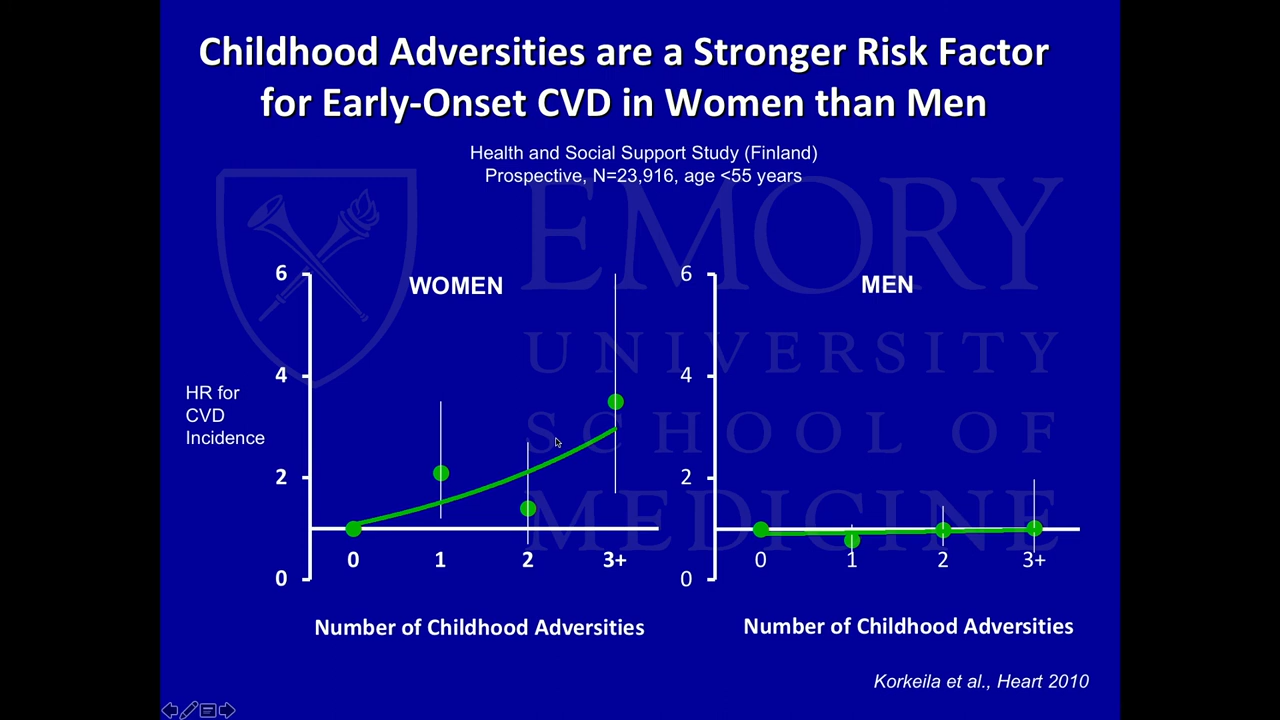 Childhood Adversities are a Stronger Risk Factor
for Early-Onset CVD in Women than Men
Health and Social Support Study (Finland)
Prospective, N=23,916, age <55 years
EMORY
UNIVERSITY
SCHOOL OF
MEDICINE
WOMEN
6
4
2
0
HR for
CVD
Incidence
0 1 2 3+
Number of Childhood Adversities
MEN
6
4
2
0
0 1 2 3+
Number of Childhood Adversities
Korkeila et al., Heart 2010